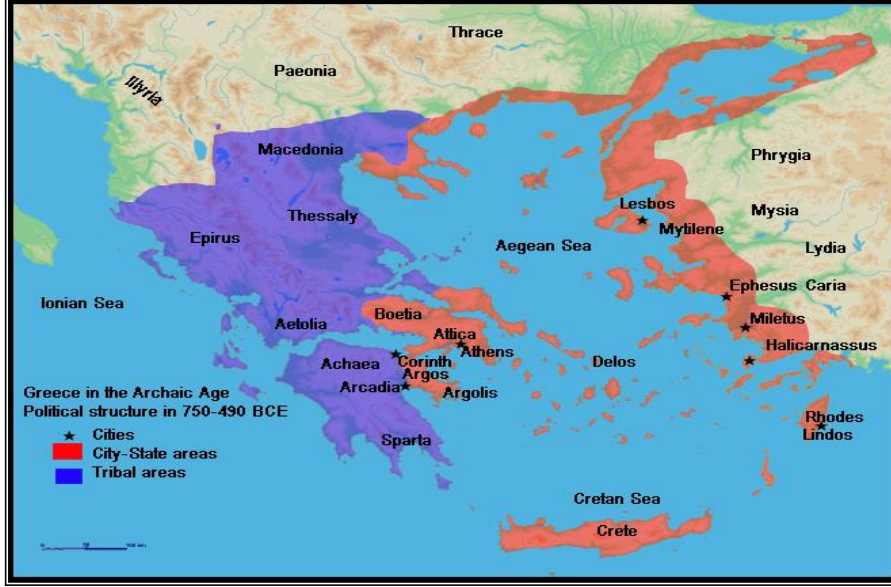 Thrace
Paeonia
Illyria
Macedonia
Phrygia
Lesbos
Mysia
Thessaly
Mytilene
Epirus
Aegean Sea
Lydia
Ephesus Caria
Ionian Sea
Boetia
Miletus
Aetolia
Attica
Halicarnassus
Athens
Achaea
Corinth
Delos
Argos
Arcadia
Greece in the Archaic Age
Argolis
Political structure in 750-490 BCE
Rhodes
Cities
Lindos
Sparta
City-State areas
Tribal areas
Cretan Sea
Crete